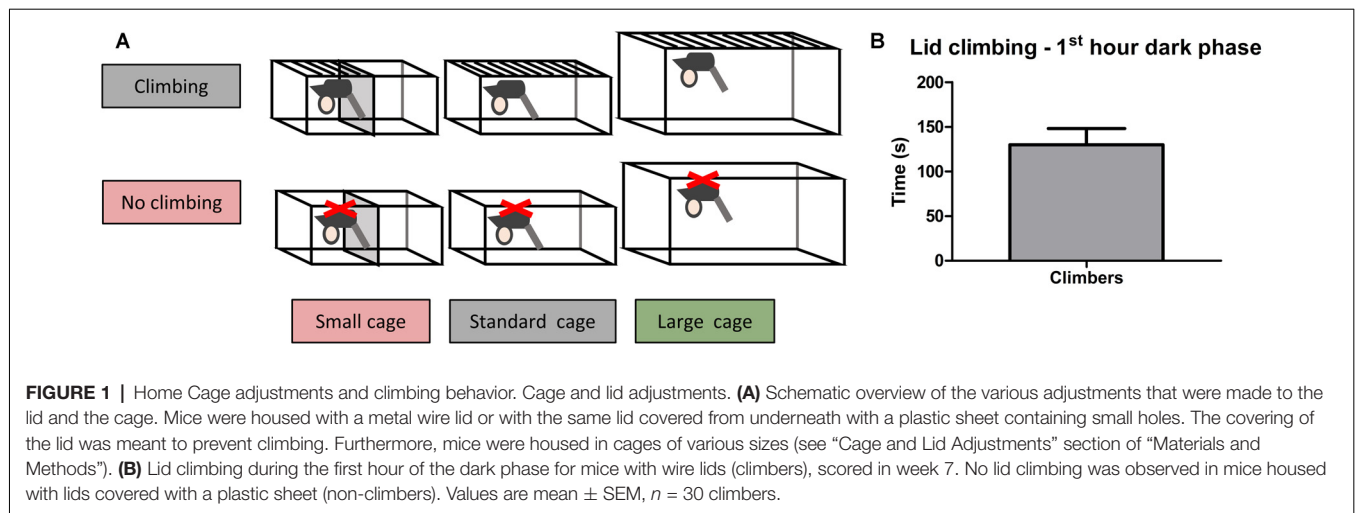 A
Climbing
No climbing
Small cage
Standard cage
Large cage
B
Lid climbing - 1st hour dark phase
Time (s)
200
150
100
50
0
Climbers
FIGURE 1 | Home Cage adjustments and climbing behavior. Cage and lid adjustments. (A) Schematic overview of the various adjustments that were made to the
lid and the cage. Mice were housed with a metal wire lid or with the same lid covered from underneath with a plastic sheet containing small holes. The covering of
the lid was meant to prevent climbing. Furthermore, mice were housed in cages of various sizes (see “Cage and Lid Adjustments” section of “Materials and
Methods”). (B) Lid climbing during the first hour of the dark phase for mice with wire lids (climbers), scored in week 7. No lid climbing was observed in mice housed
with lids covered with a plastic sheet (non-climbers). Values are mean ± SEM, n = 30 climbers.